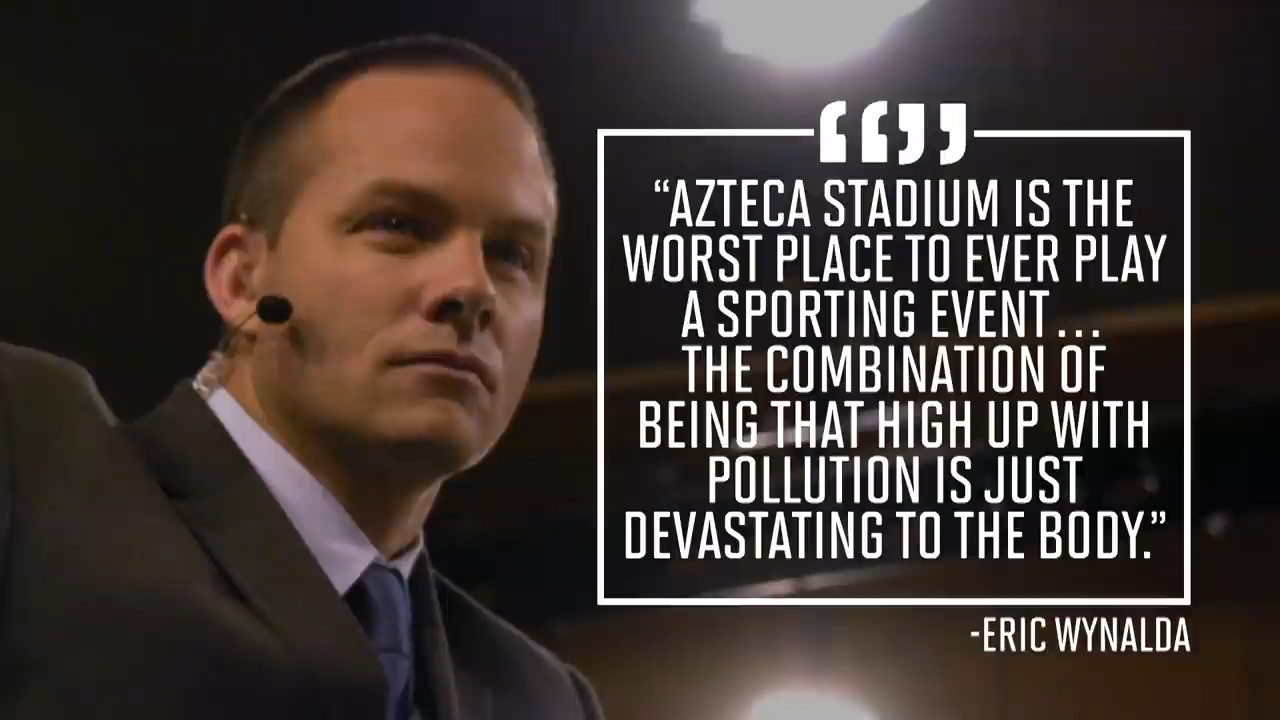 “AZTECA STADIUM IS THE
WORST PLACE TO EVER PLAY
A SPORTING EVENT...
THE COMBINATION OF
BEING THAT HIGH UP WITH
POLLUTION IS JUST
DEVASTATING TO THE BODY.”
-ERIC WYNALDA